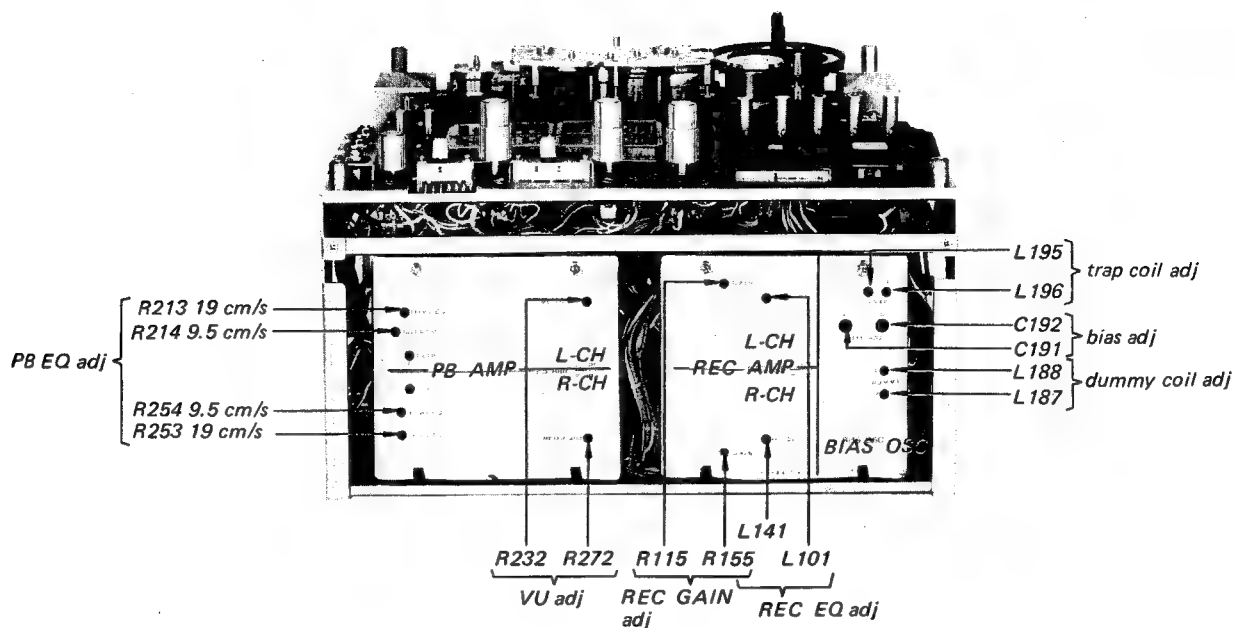 L195
trap coil adj
L196
R213 19 cm/s
R214 9.5 cm/s
PB EQ adj
C192
bias adj
C191
L-CH
PB AMP
R-CH
L-CH
REC AMP
R-CH
L188
dummy coil adj
L187
R254 9.5 cm/s
R253 19 cm/s
BIAS OSC
L141
R232 R272
R115 R155
L101
VU adj
REC GAIN
adj
REC EQ adj